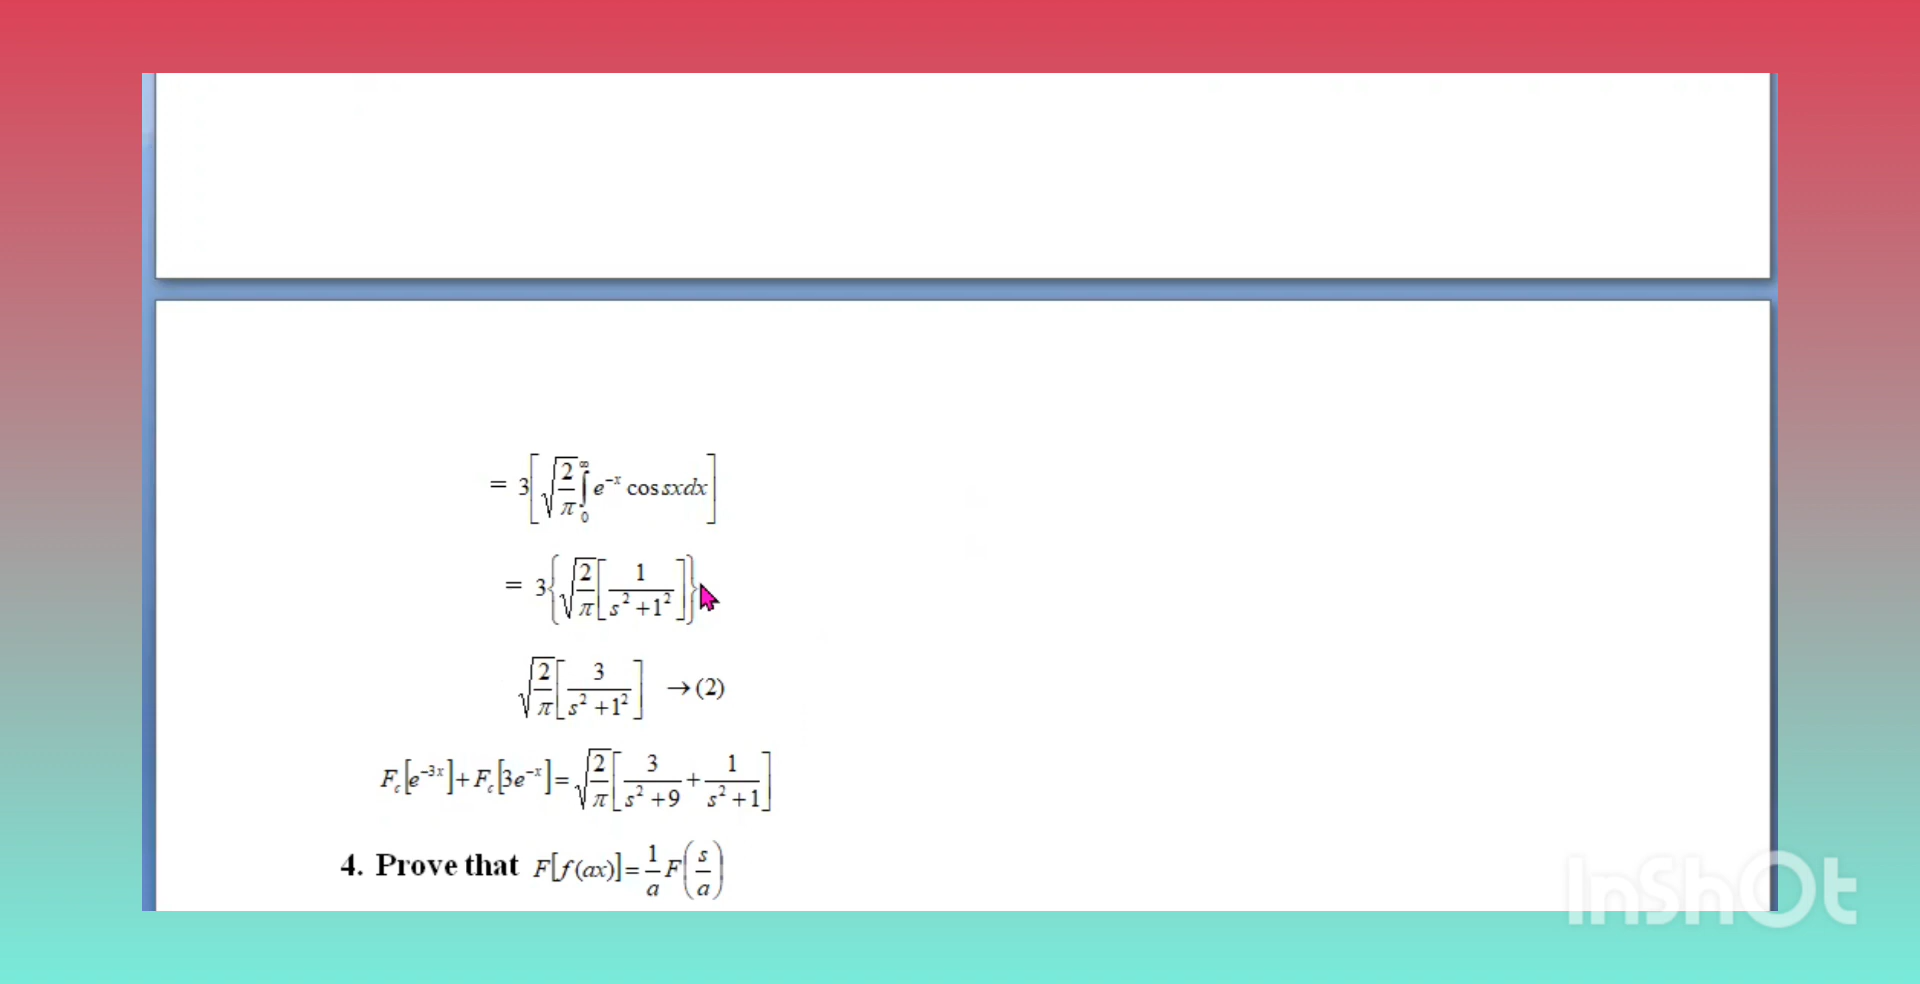 = 3[√(2/π) ∫₀^∞ e^{-x} cos sx dx]
= 3{√(2/π) [1/(s² + 1²)]}
√(2/π) [3/(s² + 1²)] → (2)
F_c[e^{-3x}] + F_c[3e^{-x}] = √(2/π) [3/(s² + 9) + 1/(s² + 1)]
4. Prove that F[f(ax)] = 1/a F(s/a)
InShOt